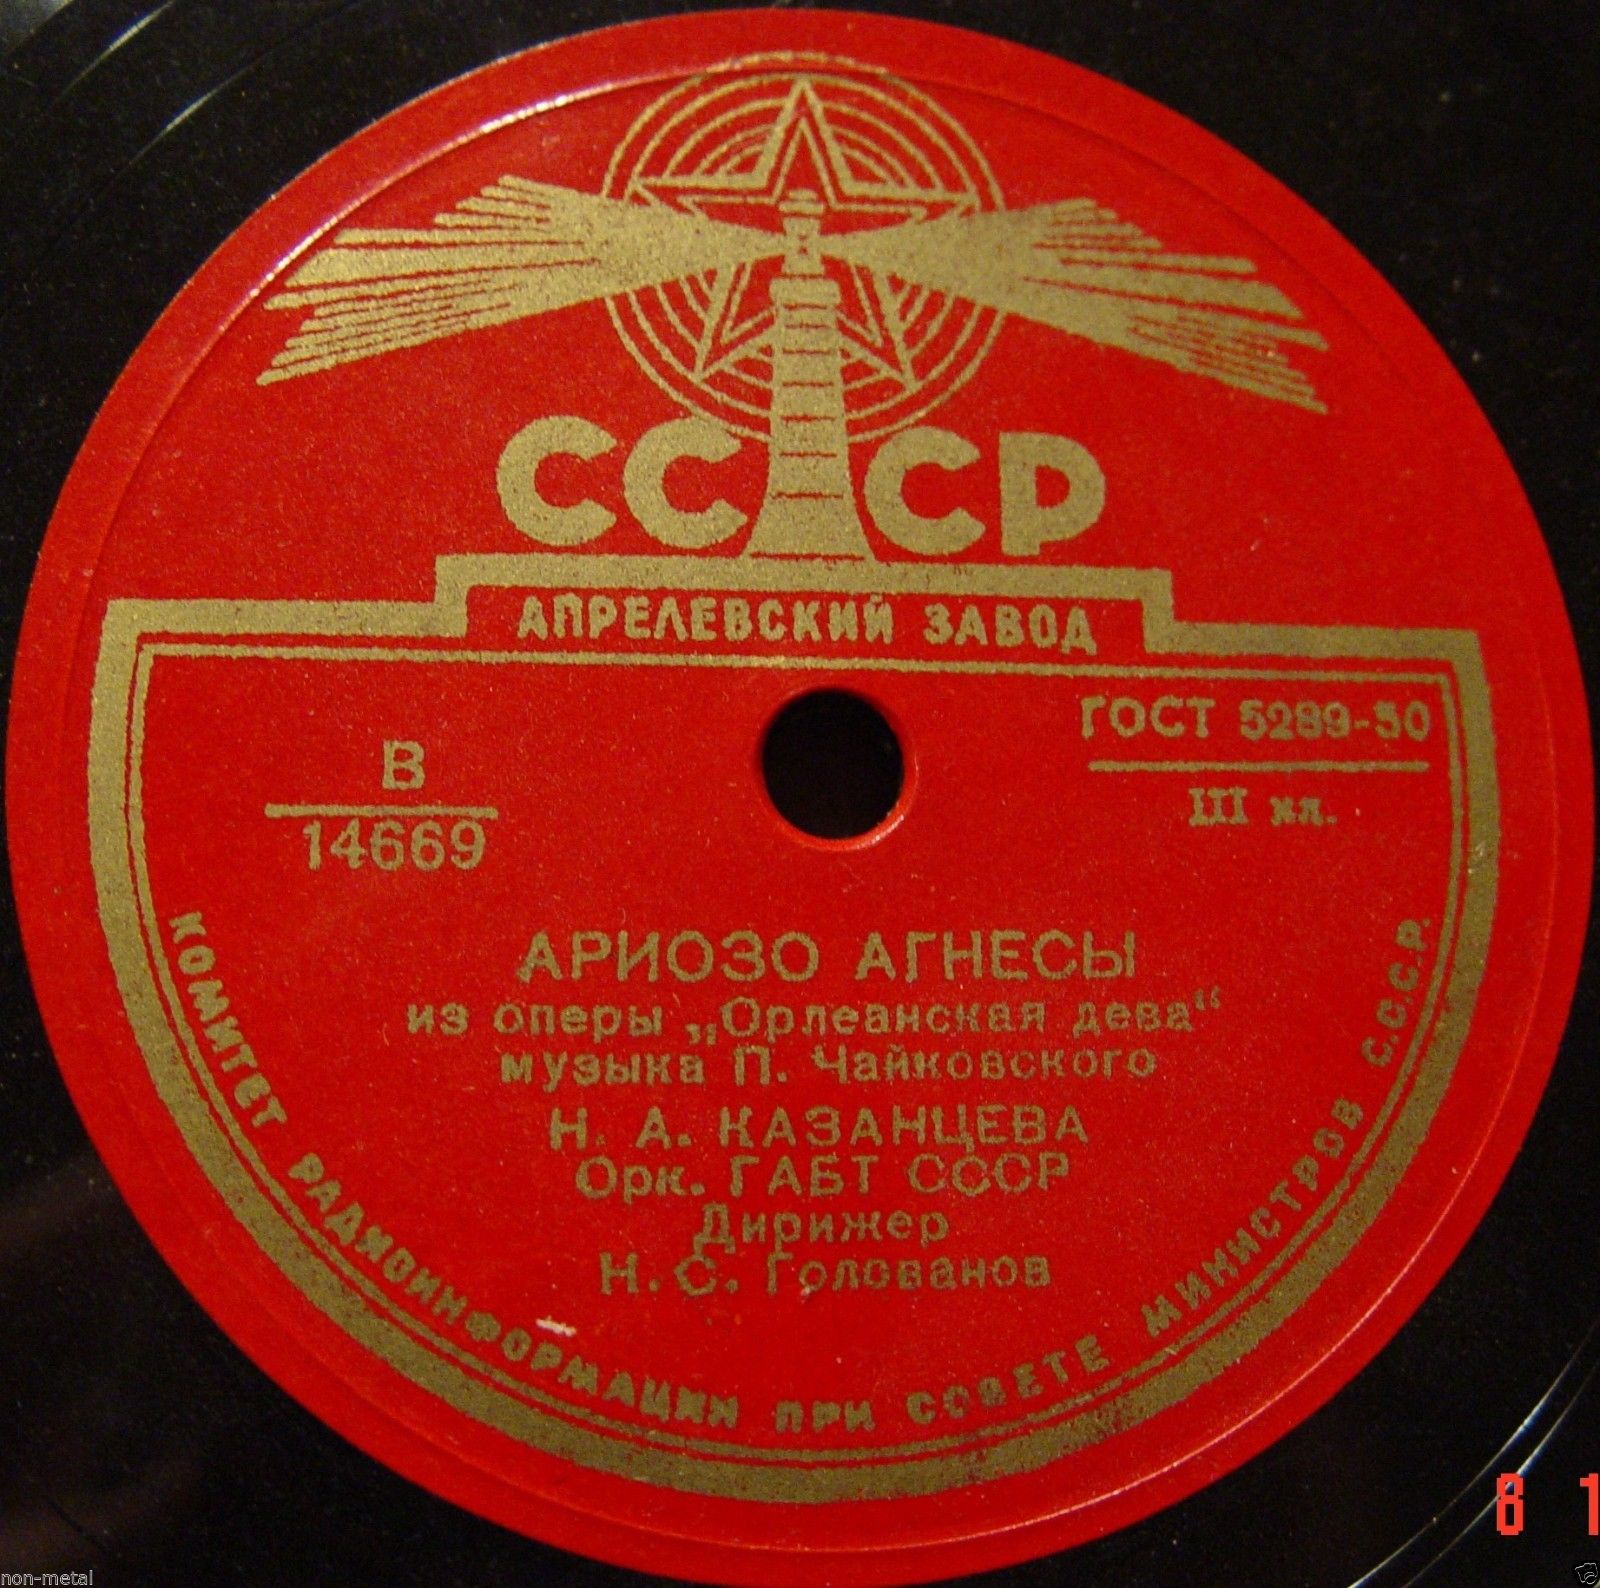 СССР
АПРЕЛЕВСКИЙ ЗАВОД
ГОСТ 5289-50
III кл.
В
14669
АРИОЗО АГНЕСЫ
из оперы „Орлеанская дева“
музыка П. Чайковского
Н. А. КАЗАНЦЕВА
Орк. ГАБТ СССР
Дирижер
Н. С. Голованов
КОМИТЕТ РАДИОИНФОРМАЦИИ ПРИ СОВЕТЕ МИНИСТРОВ С.С.С.Р.
8 1
non-metal